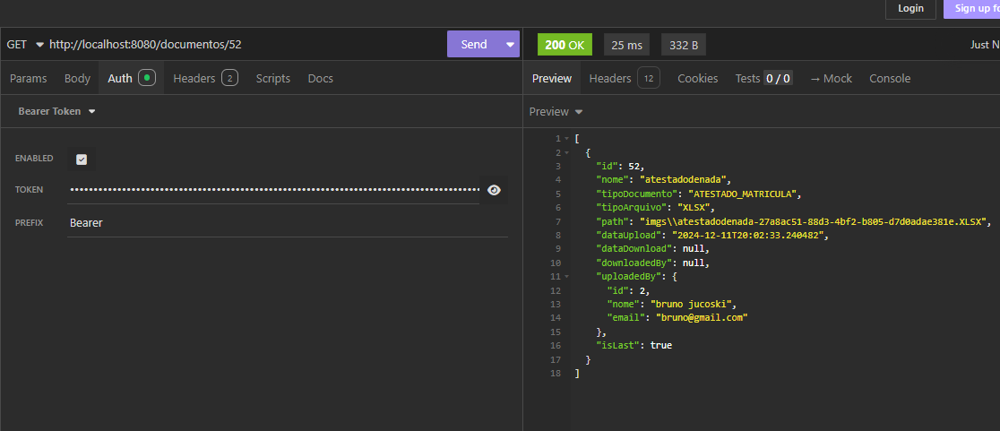 Login
Sign up fo
GET http://localhost:8080/documentos/52 Send
200 OK 25 ms 332 B Just N
Params Body Auth Headers 2 Scripts Docs
Preview Headers 12 Cookies Tests 0 / 0 → Mock Console
Bearer Token
Preview
ENABLED
TOKEN ••••••••••••••••••••••••••••••••••••••••••••••••••••••••••••••••••••••••••••
PREFIX Bearer
1 [
2 {
3 "id": 52,
4 "nome": "atestadodenada",
5 "tipoDocumento": "ATESTADO_MATRICULA",
6 "tipoArquivo": "XLSX",
7 "path": "imgs\\atestadodenada-27a8ac51-88d3-4bf2-b805-d7d0adae381e.XLSX",
8 "dataUpload": "2024-12-11T20:02:33.240482",
9 "dataDownload": null,
10 "downloadedBy": null,
11 "uploadedBy": {
12 "id": 2,
13 "nome": "bruno jucoski",
14 "email": "bruno@gmail.com"
15 },
16 "isLast": true
17 }
18 ]